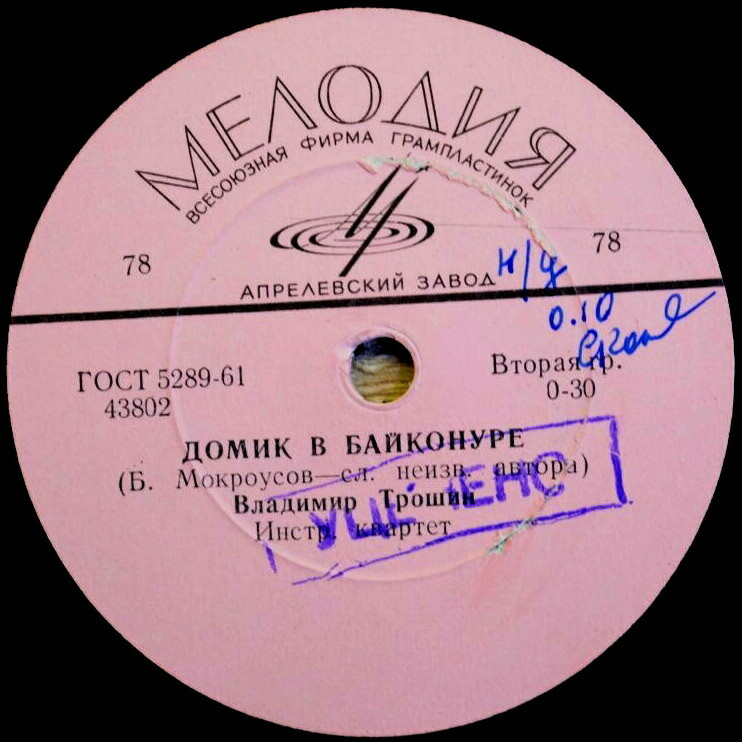 МЕЛОДИЯ
ВСЕСОЮЗНАЯ ФИРМА ГРАМПЛАСТИНОК
78
78
АПРЕЛЕВСКИЙ ЗАВОД
н/у
0.10
ГОСТ 5289-61
43802
Вторая гр.
0-30
ДОМИК В БАЙКОНУРЕ
(Б. Мокроусов—сл. неизв. автора)
Владимир Трошин
Инстр. квартет
УЦЕНЕНО